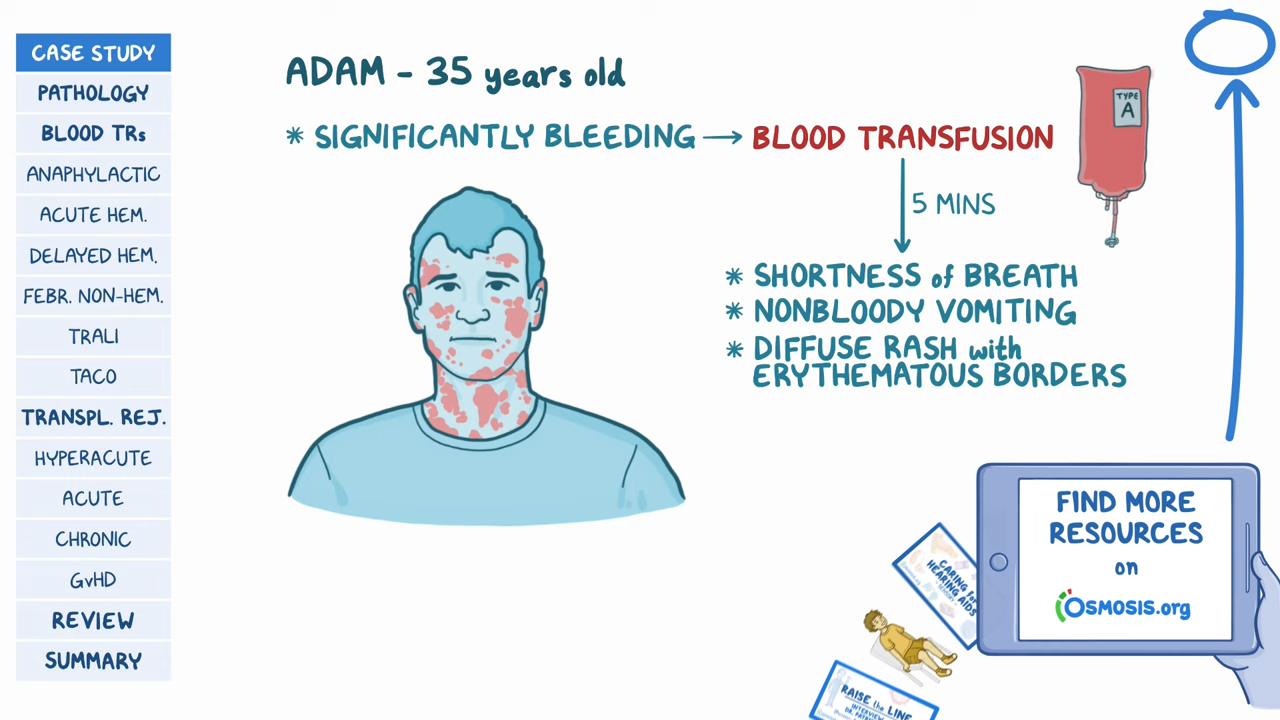 CASE STUDY
PATHOLOGY
BLOOD TRs
ANAPHYLACTIC
ACUTE HEM.
DELAYED HEM.
FEBR. NON-HEM.
TRALI
TACO
TRANSPL. REJ.
HYPERACUTE
ACUTE
CHRONIC
GvHD
REVIEW
SUMMARY
ADAM - 35 years old
* SIGNIFICANTLY BLEEDING → BLOOD TRANSFUSION
TYPE
A
5 MINS
* SHORTNESS of BREATH
* NONBLOODY VOMITING
* DIFFUSE RASH with
ERYTHEMATOUS BORDERS
FIND MORE
RESOURCES
on
OSMOSIS.org
CARING for
HEARING AIDS
RAISE the LINE
INTERVIEW